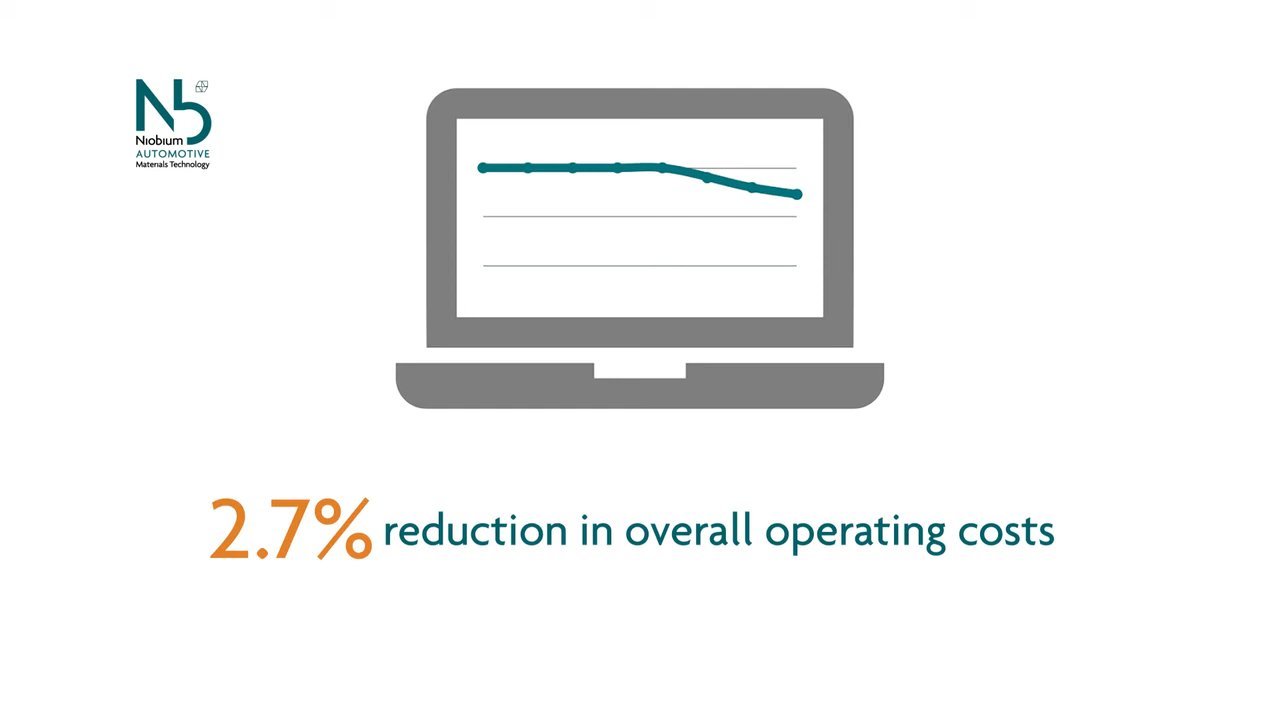 Nb
Niobium
AUTOMOTIVE
Materials Technology
2.7% reduction in overall operating costs